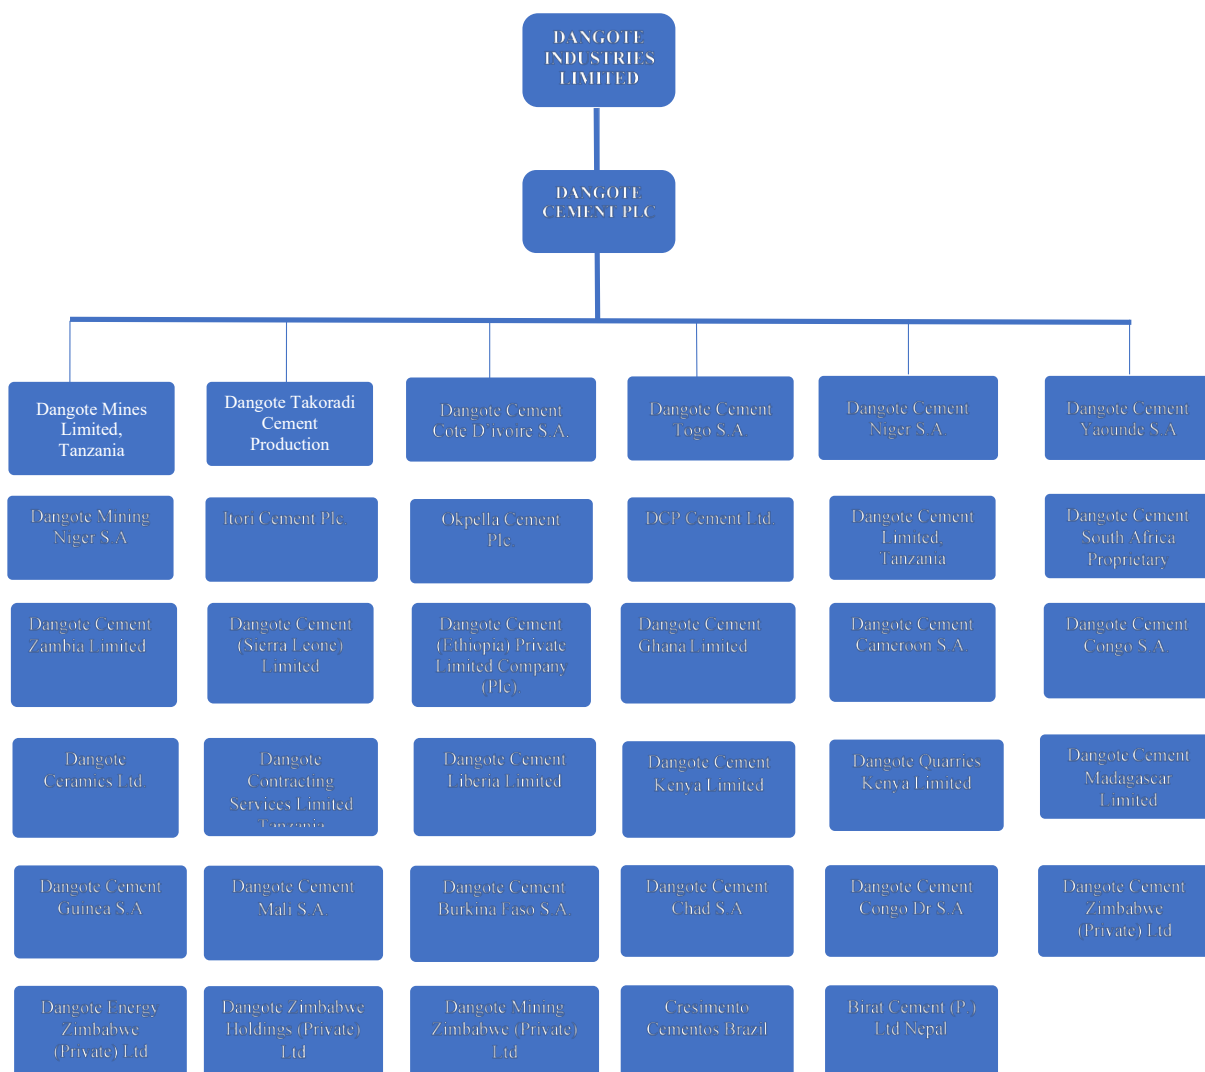 DANGOTE
INDUSTRIES
LIMITED
DANGOTE
CEMENT PLC
Dangote Mines
Limited,
Tanzania
Dangote Takoradi
Cement
Production
Dangote Cement
Cote D'ivoire S.A.
Dangote Cement
Togo S.A.
Dangote Cement
Niger S.A.
Dangote Cement
Yaounde S.A
Dangote Mining
Niger S.A
Itori Cement Plc
Okpella Cement
Plc.
DCP Cement Ltd
Dangote Cement
Limited,
Tanzania
Dangote Cement
South Africa
Proprietary
Dangote Cement
Zambia Limited
Dangote Cement
(Sierra Leone)
Limited
Dangote Cement
(Ethiopia) Private
Limited Company
(Plc).
Dangote Cement
Ghana Limited
Dangote Cement
Cameroon S.A.
Dangote Cement
Congo S.A.
Dangote
Ceramics Ltd
Dangote
Contracting
Services Limited
Tanzania
Dangote Cement
Liberia Limited
Dangote Cement
Kenya Limited
Dangote Quarries
Kenya Limited
Dangote Cement
Madagascar
Limited
Dangote Cement
Guinea S.A
Dangote Cement
Mali S.A.
Dangote Cement
Burkina Faso S.A
Dangote Cement
Chad S.A
Dangote Cement
Congo Dr S.A
Dangote Cement
Zimbabwe
(Private) Ltd
Dangote Energy
Zimbabwe
(Private) Ltd
Dangote Zimbabwe
Holdings (Private)
Ltd
Dangote Mining
Zimbabwe (Private)
Ltd
Cresimento
Cementos Brazil
Birat Cement (P.)
Ltd Nepal